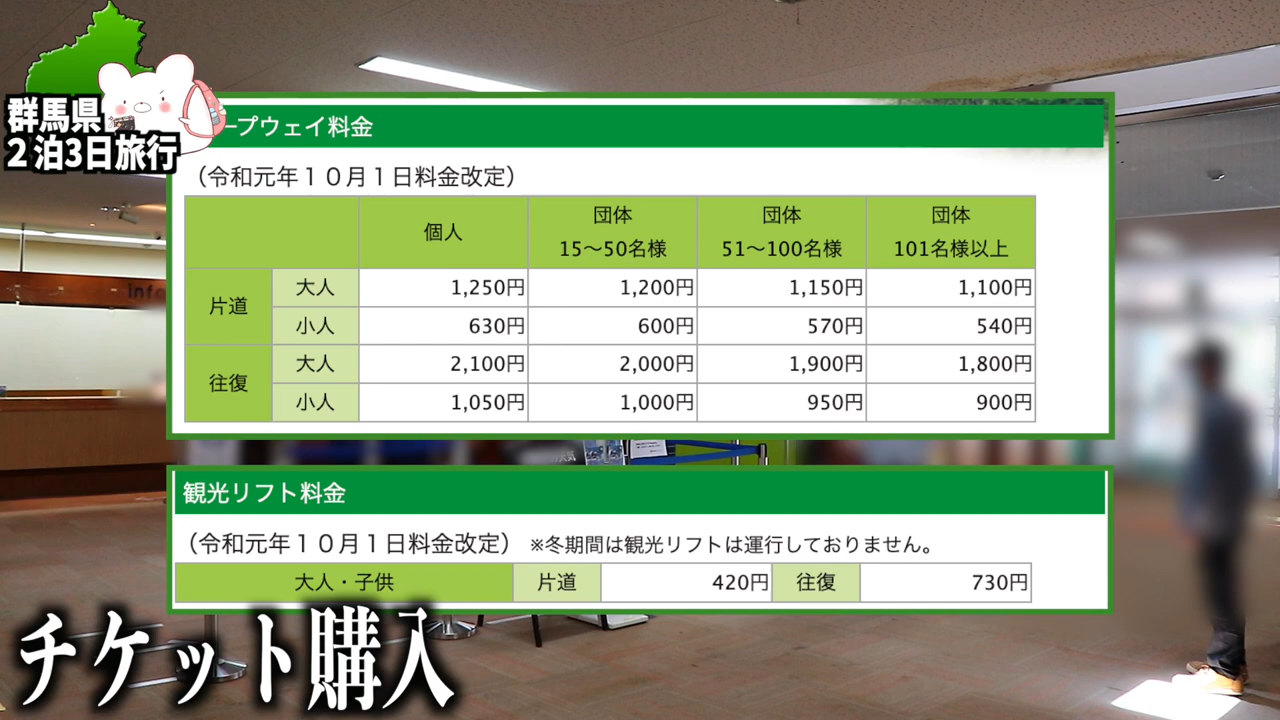 群馬県
2泊3日旅行
ープウェイ料金
（令和元年１０月１日料金改定）
個人
団体
15～50名様
団体
51～100名様
団体
101名様以上
片道
大人
1,250円
1,200円
1,150円
1,100円
小人
630円
600円
570円
540円
往復
大人
2,100円
2,000円
1,900円
1,800円
小人
1,050円
1,000円
950円
900円
観光リフト料金
（令和元年１０月１日料金改定） ※冬期間は観光リフトは運行しておりません。
大人・子供
片道
420円
往復
730円
チケット購入